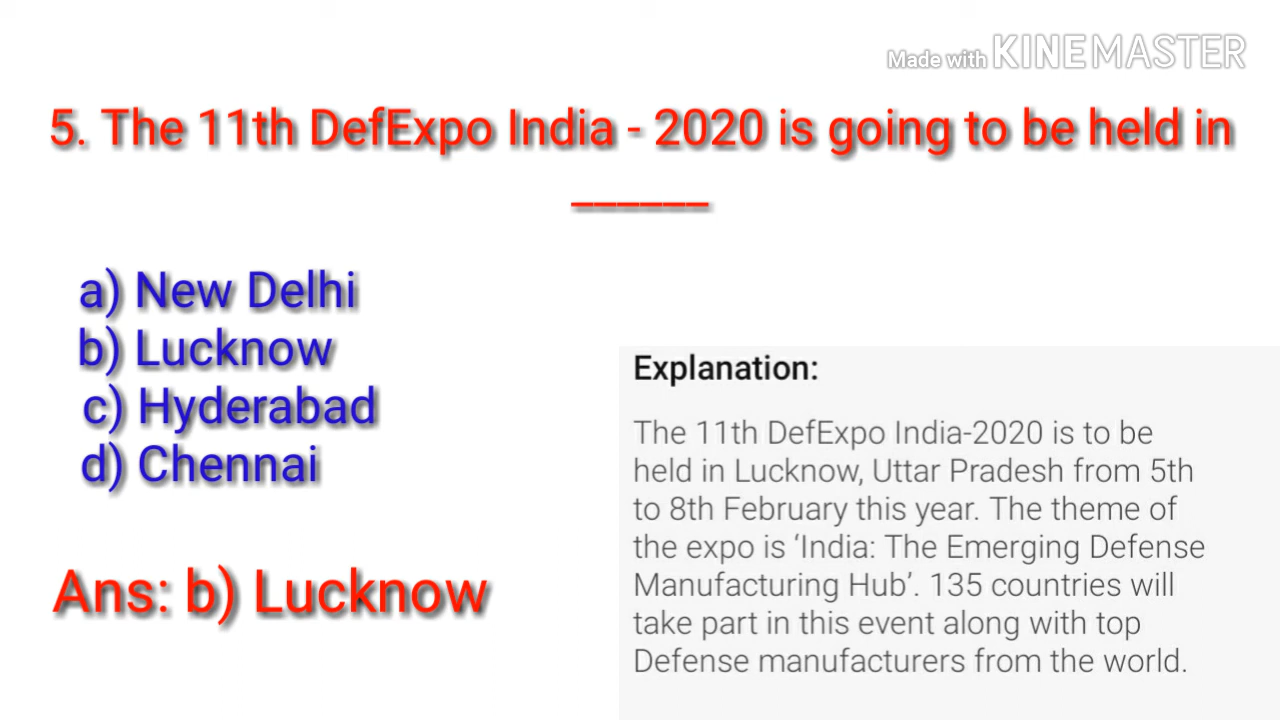 Made with KINEMASTER
5. The 11th DefExpo India - 2020 is going to be held in
______
a) New Delhi
b) Lucknow
c) Hyderabad
d) Chennai
Ans: b) Lucknow
Explanation:
The 11th DefExpo India-2020 is to be
held in Lucknow, Uttar Pradesh from 5th
to 8th February this year. The theme of
the expo is ‘India: The Emerging Defense
Manufacturing Hub’. 135 countries will
take part in this event along with top
Defense manufacturers from the world.